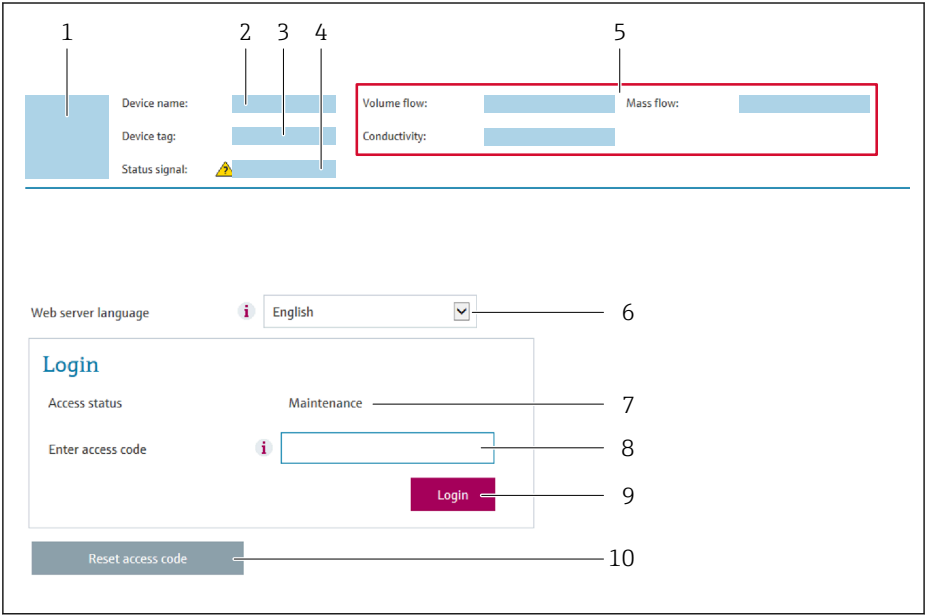 1 2 3 4 5
Device name: Volume flow: Mass flow:
Device tag: Conductivity:
Status signal: ?
Web server language i English 6
Login
Access status Maintenance 7
Enter access code i 8
Login 9
Reset access code 10